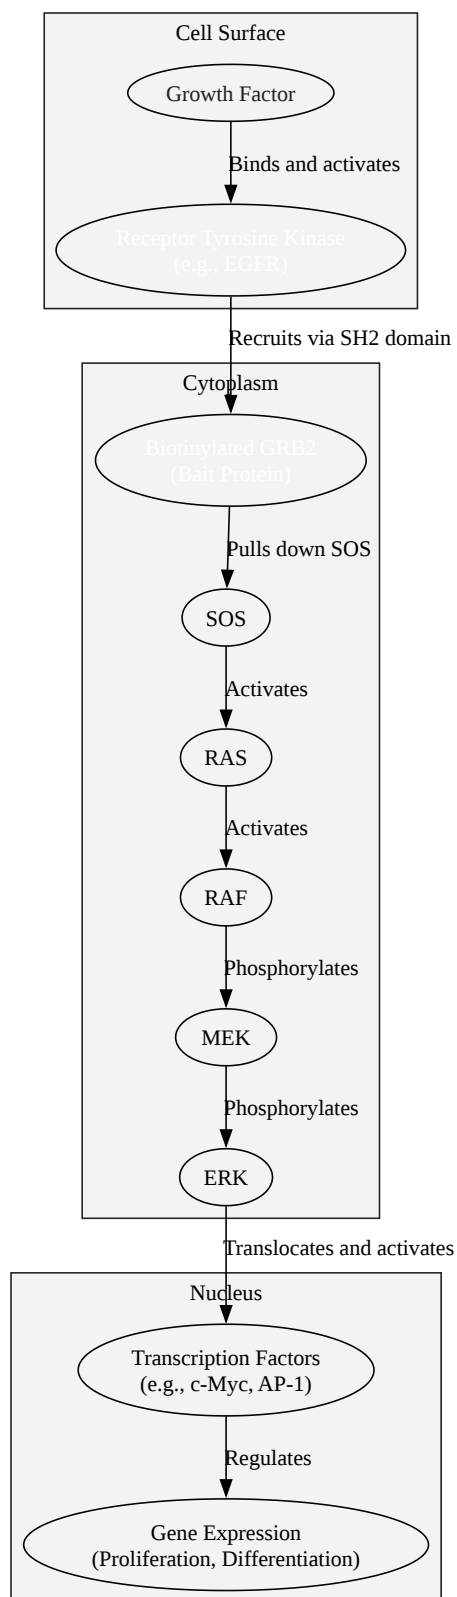 Cell Surface
Growth Factor
Binds and activates
Receptor Tyrosine Kinase
(e.g., EGFR)
Recruits via SH2 domain
Cytoplasm
Biotinylated GRB2
(Bait Protein)
Pulls down SOS
SOS
Activates
RAS
Activates
RAF
Phosphorylates
MEK
Phosphorylates
ERK
Translocates and activates
Nucleus
Transcription Factors
(e.g., c-Myc, AP-1)
Regulates
Gene Expression
(Proliferation, Differentiation)